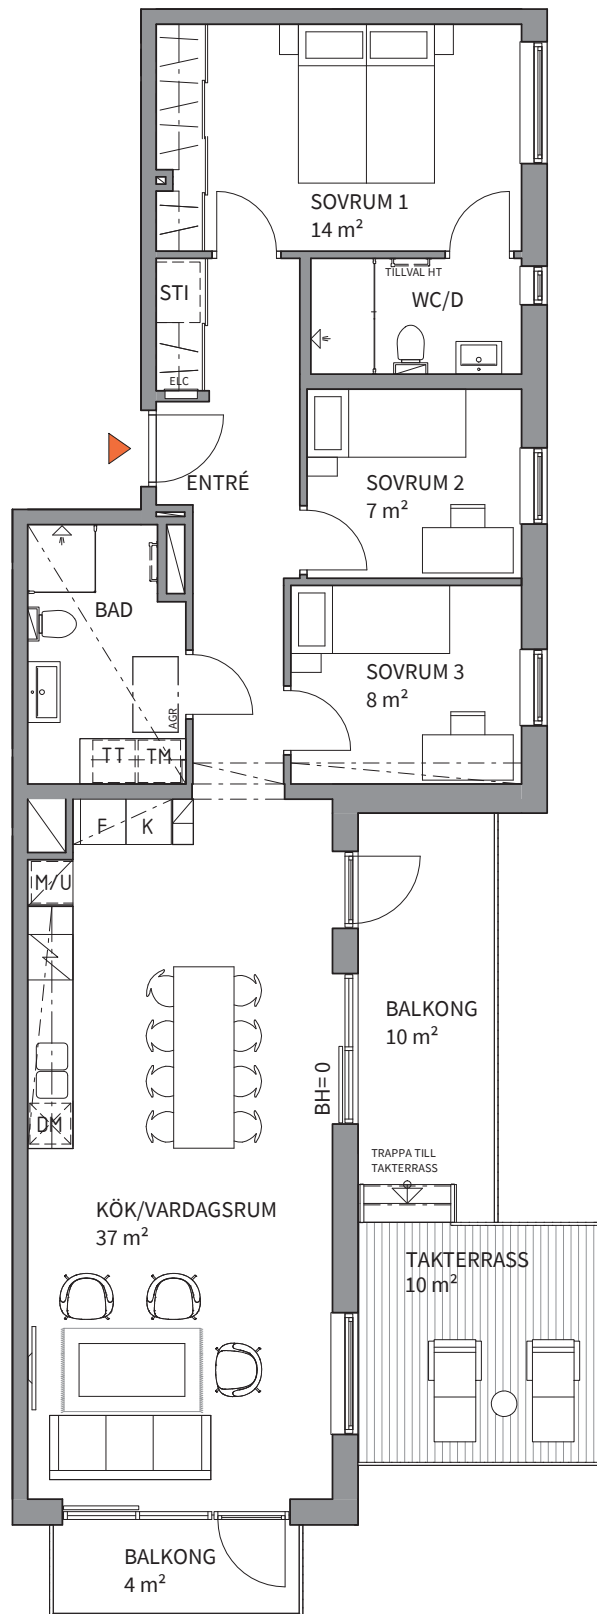 SOVRUM 1
14 m²
TILLVAL HT
WC/D
STI
ELC
ENTRÉ
SOVRUM 2
7 m²
BAD
SOVRUM 3
8 m²
AGR
TT
TM
F
K
M/U
BALKONG
10 m²
BH=0
DM
TRAPPA TILL
TAKTERRASS
KÖK/VARDAGSRUM
37 m²
TAKTERRASS
10 m²
BALKONG
4 m²